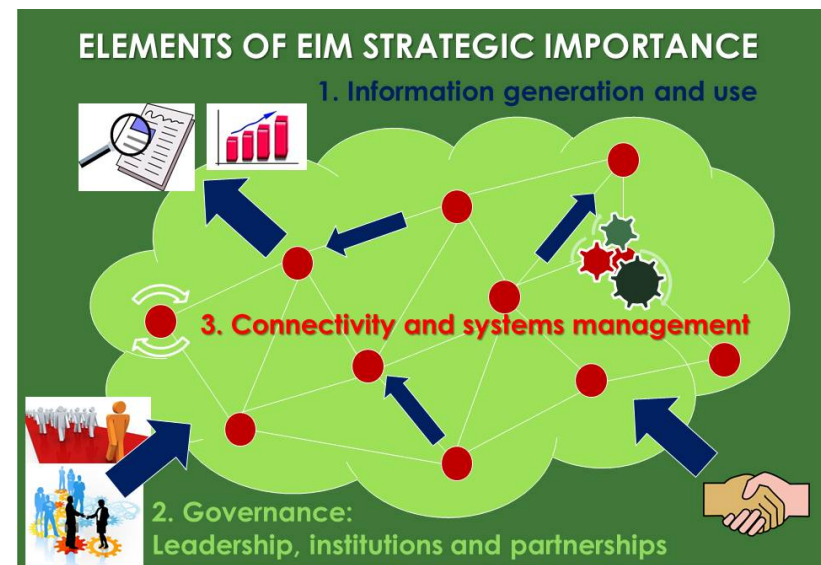 ELEMENTS OF EIM STRATEGIC IMPORTANCE
1. Information generation and use
3. Connectivity and systems management
2. Governance:
Leadership, institutions and partnerships